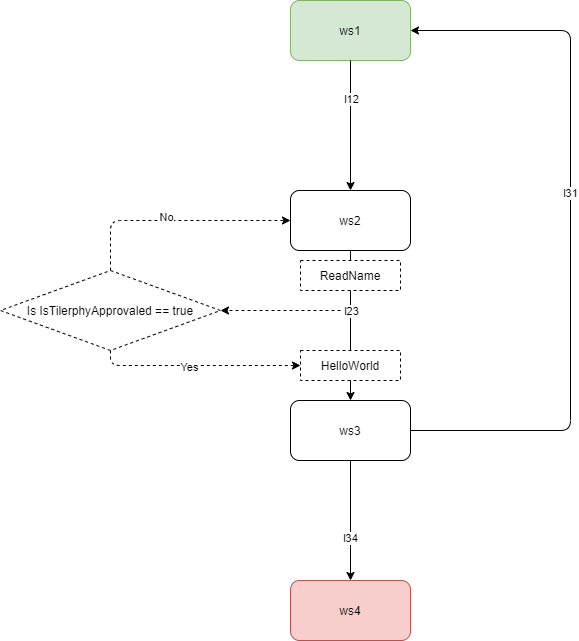 ws1
l12
l31
No
ws2
ReadName
Is IsTilerphyApprovaled == true
l23
Yes
HelloWorld
ws3
l34
ws4